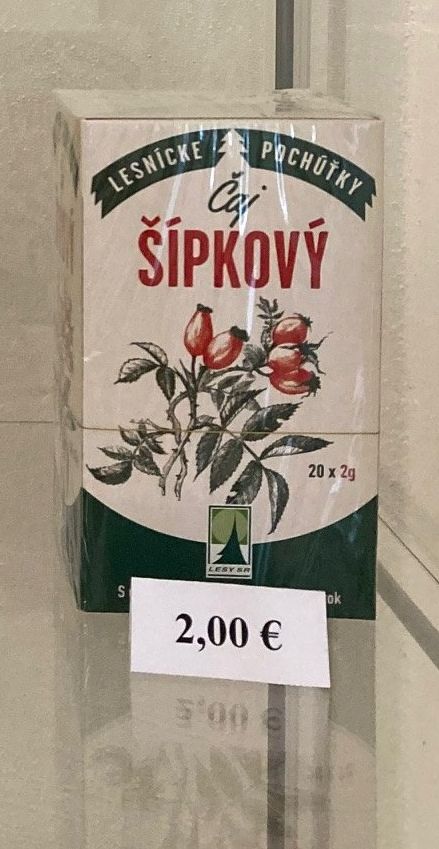 LESNÍCKE POCHÚŤKY
Čaj
ŠÍPKOVÝ
20 x 2g
LESY SR
2,00 €